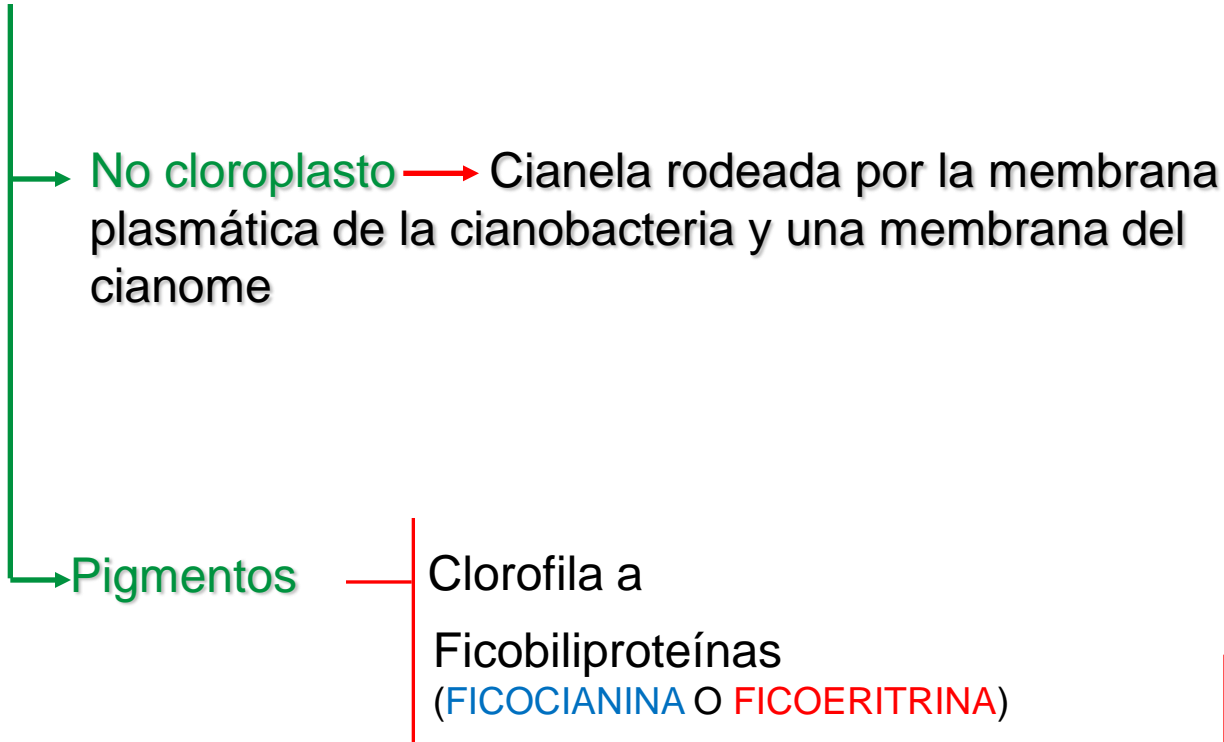 No cloroplasto Cianela rodeada por la membrana
plasmática de la cianobacteria y una membrana del
cianome
Pigmentos Clorofila a
Ficobiliproteínas
(FICOCIANINA O FICOERITRINA)